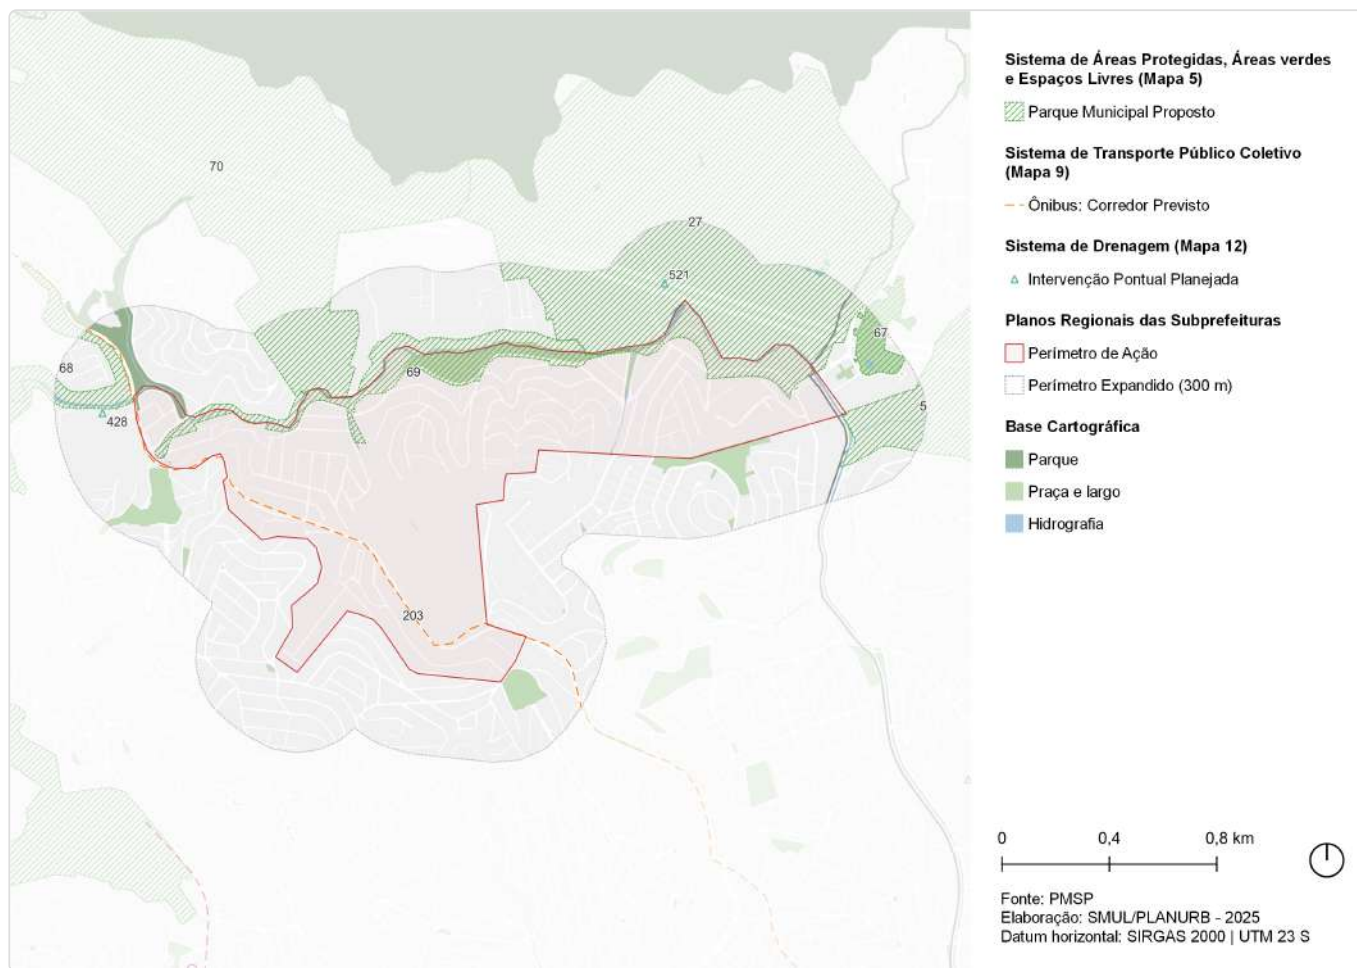 70
27
521
67
69
68
428
5
203
Sistema de Áreas Protegidas, Áreas verdes
e Espaços Livres (Mapa 5)
Parque Municipal Proposto
Sistema de Transporte Público Coletivo
(Mapa 9)
Ônibus: Corredor Previsto
Sistema de Drenagem (Mapa 12)
Intervenção Pontual Planejada
Planos Regionais das Subprefeituras
Perímetro de Ação
Perímetro Expandido (300 m)
Base Cartográfica
Parque
Praça e largo
Hidrografia
0 0,4 0,8 km
Fonte: PMSP
Elaboração: SMUL/PLANURB - 2025
Datum horizontal: SIRGAS 2000 | UTM 23 S